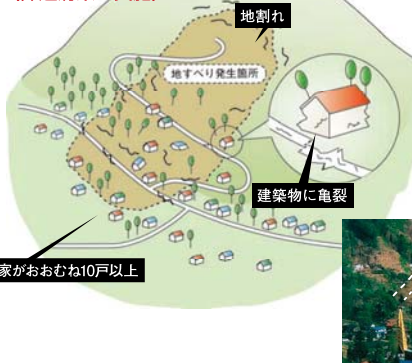 地割れ
地すべり発生箇所
建築物に亀裂
家がおおむね10戸以上